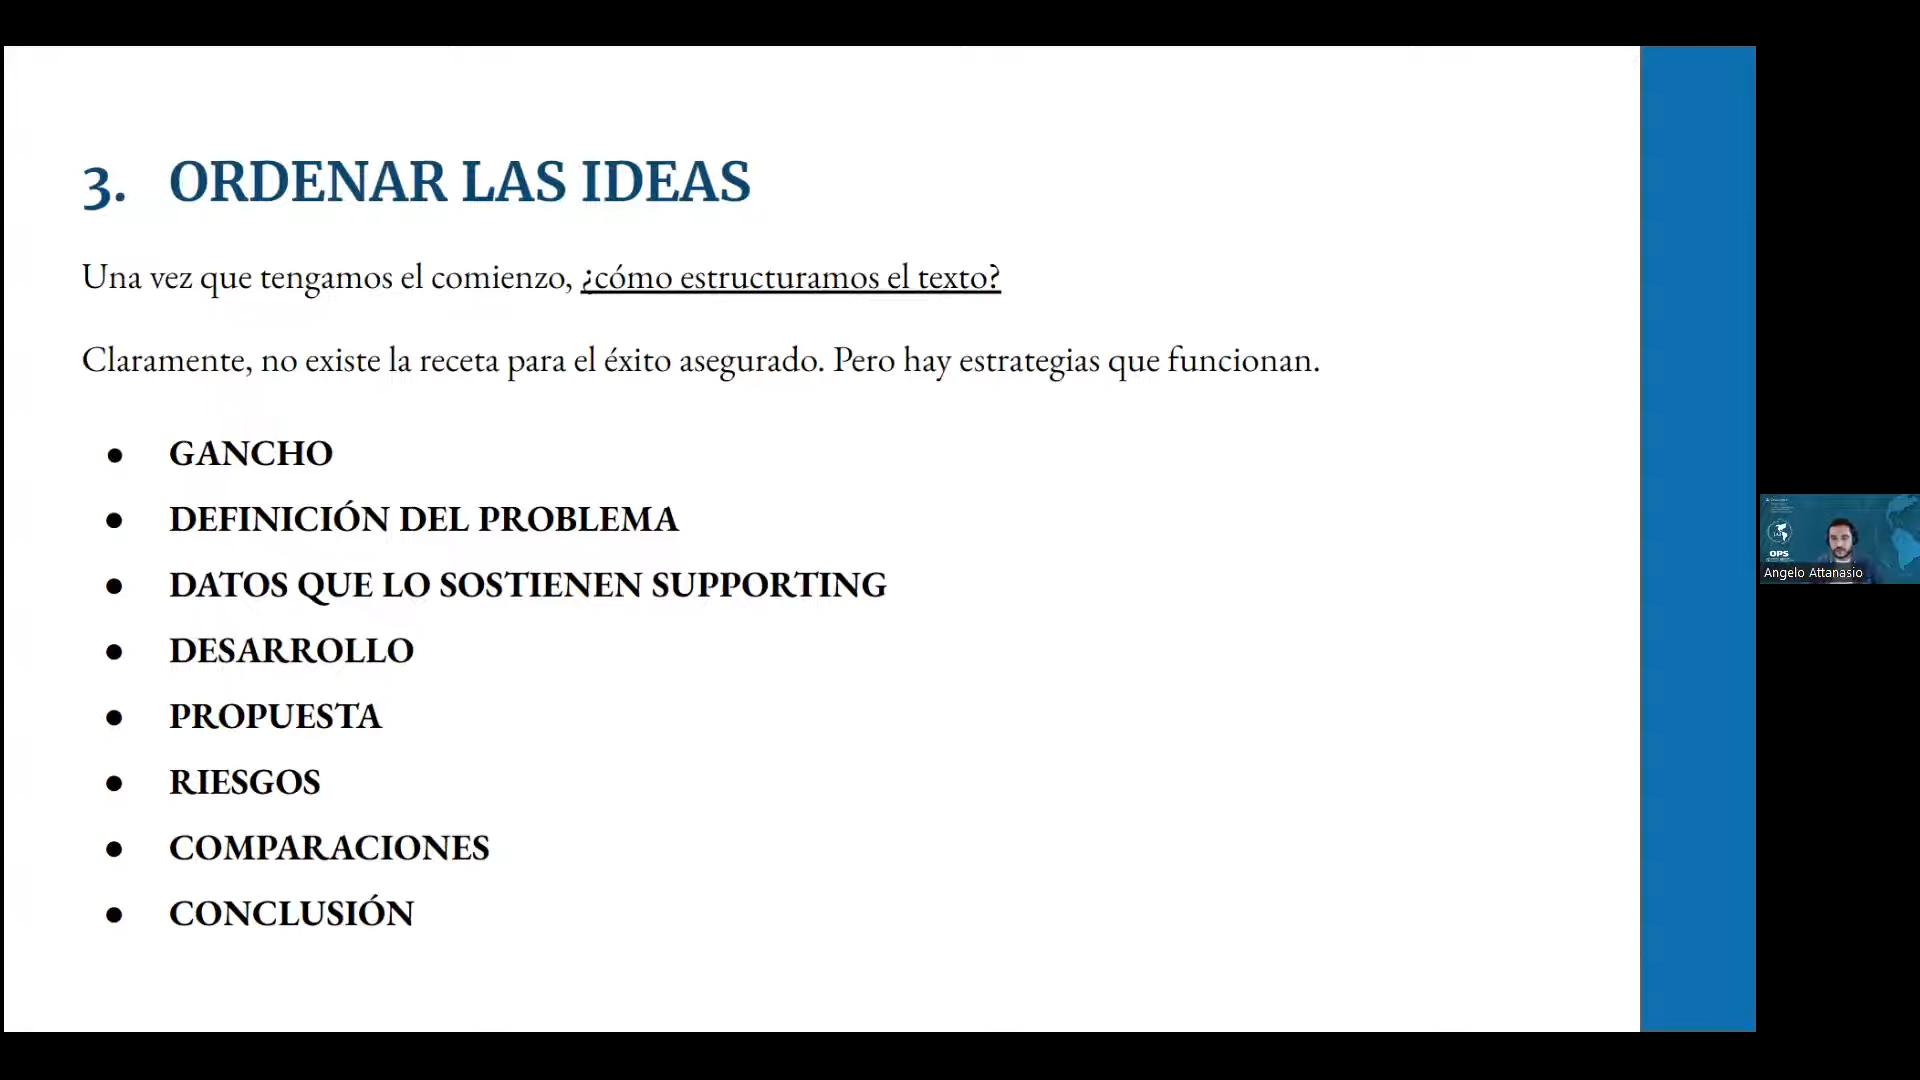 3. ORDENAR LAS IDEAS
Una vez que tengamos el comienzo, ¿cómo estructuramos el texto?
Claramente, no existe la receta para el éxito asegurado. Pero hay estrategias que funcionan.
● GANCHO
● DEFINICIÓN DEL PROBLEMA
● DATOS QUE LO SOSTIENEN SUPPORTING
● DESARROLLO
● PROPUESTA
● RIESGOS
● COMPARACIONES
● CONCLUSIÓN
OPS
Angelo Attanasio